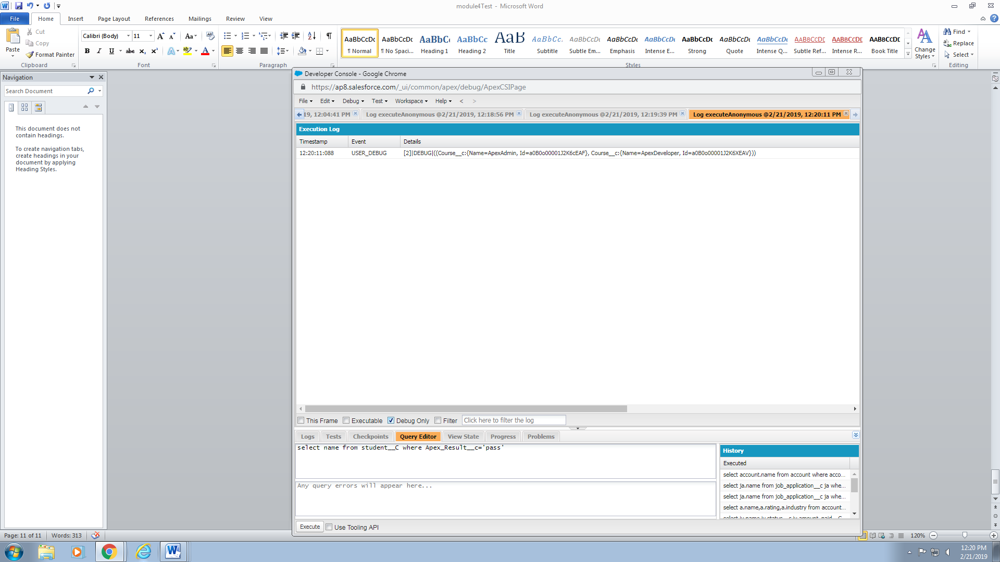 module4Test - Microsoft Word
File Home Insert Page Layout References Mailings Review View
Paste Cut Copy Format Painter
Clipboard
Calibri (Body) 11
Font
Paragraph
AaBbCcDc AaBbCcDc AaBbCc AaBbCc AaB AaBbCc. AaBbCcDc AaBbCcDc AaBbCcDc AaBbCcDc AaBbCcDc AaBbCcDc AABBCCDE AABBCCDE AABBCCDE
¶ Normal ¶ No Spaci... Heading 1 Heading 2 Title Subtitle Subtle Em... Emphasis Intense E... Strong Quote Intense Q... Subtle Ref... Intense R... Book Title
Styles
Change Styles
Find
Replace
Select
Editing
Navigation
Search Document
This document does not
contain headings.
To create navigation tabs,
create headings in your
document by applying
Heading Styles.
Developer Console - Google Chrome
https://ap8.salesforce.com/_ui/common/apex/debug/ApexCSIPage
File Edit Debug Test Workspace Help < >
19, 12:04:41 PM Log executeAnonymous @2/21/2019, 12:18:56 PM Log executeAnonymous @2/21/2019, 12:19:39 PM Log executeAnonymous @2/21/2019, 12:20:11 PM
Execution Log
Timestamp Event Details
12:20:11:088 USER_DEBUG [2]|DEBUG|((Course__c:{Name=ApexAdmin, Id=a0B0o00001J2K6cEAF}, Course__c:{Name=ApexDeveloper, Id=a0B0o00001J2K6XEAV}))
This Frame Executable Debug Only Filter Click here to filter the log
Logs Tests Checkpoints Query Editor View State Progress Problems
select name from student__C where Apex_Result__c='pass'
Any query errors will appear here...
History
Executed
select account.name from account where acco...
select ja.name from job_application__c ja whe...
select ja.name from job_application__c ja whe...
select a.name,a.rating,a.industry from account...
Execute Use Tooling API
Page: 11 of 11 Words: 313
120%
12:20 PM
2/21/2019